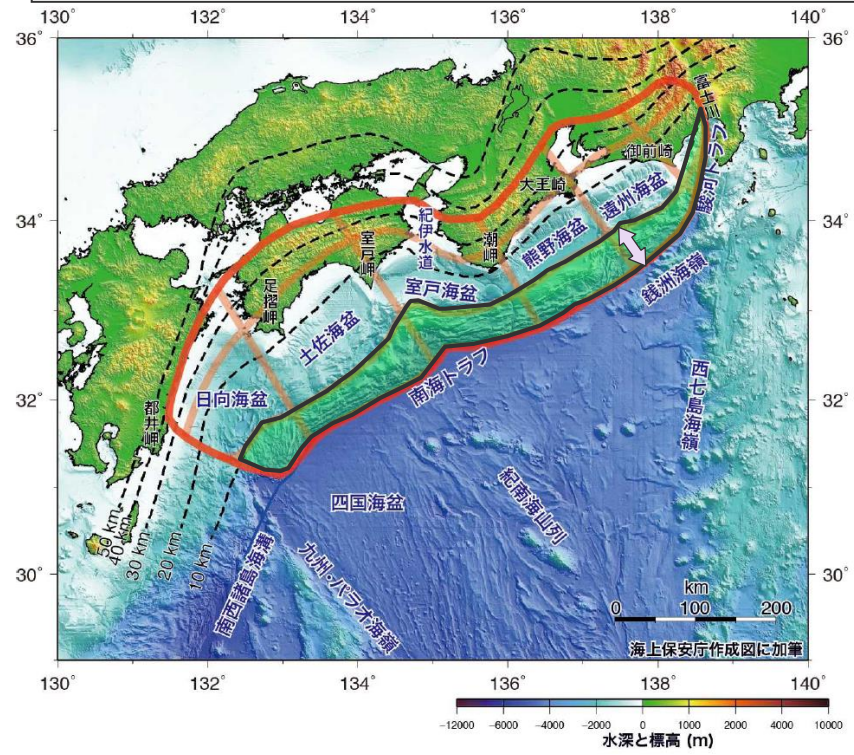 130° 132° 134° 136° 138° 140°
36° 36°
富士川
駿河トラフ
御前崎
大王崎
遠州海盆
34° 34°
紀伊水道
潮岬
熊野海盆
室戸岬
室戸海盆
銭洲海嶺
足摺岬
土佐海盆
西七島海嶺
南海トラフ
32° 32°
日向海盆
都井岬
四国海盆
紀南海山列
50 km
40 km
30 km
20 km
10 km
30° 30°
南西諸島海溝
九州・パラオ海嶺
km
0 100 200
海上保安庁作成図に加筆
130° 132° 134° 136° 138° 140°
−12000 −6000 −4000 −2000 0 1000 2000 4000 10000
水深と標高 (m)